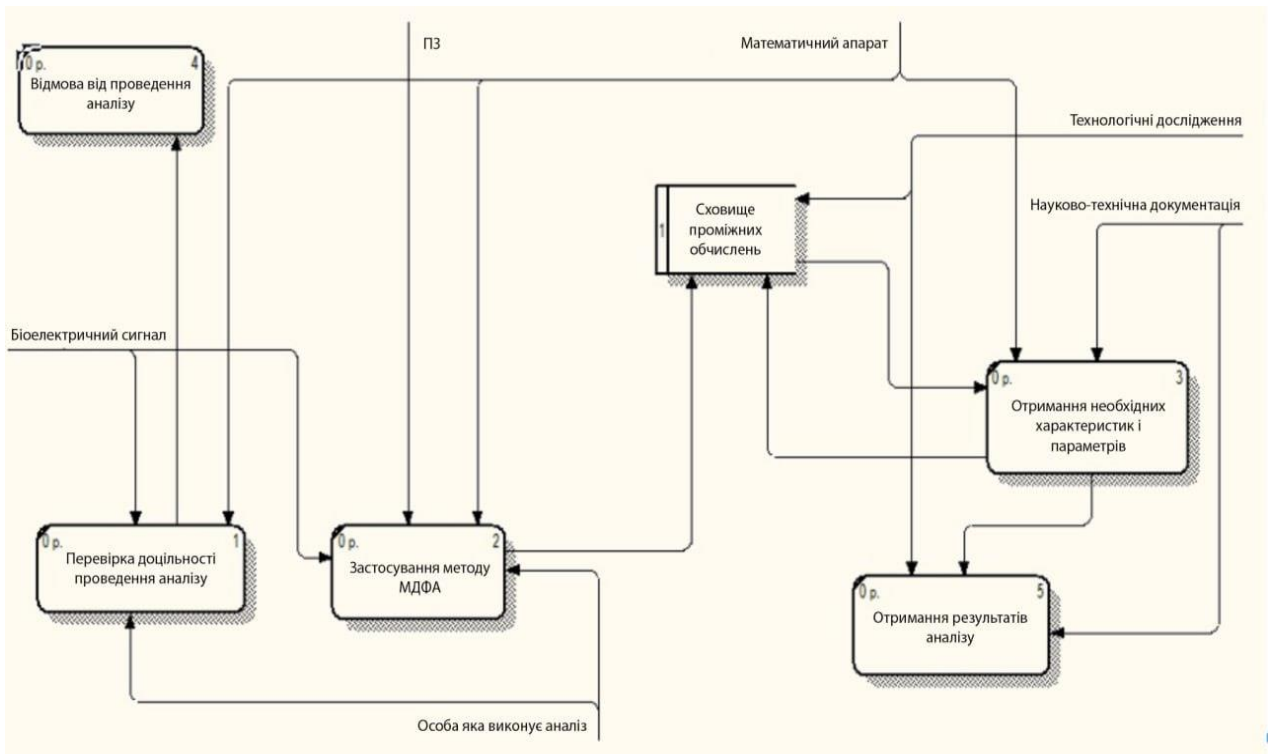 ПЗ
Математичний апарат
0 р. 4
Відмова від проведення
аналізу
Технологічні дослідження
Сховище
проміжних
обчислень
1
Науково-технічна документація
Біоелектричний сигнал
0 р. 3
Отримання необхідних
характеристик і
параметрів
0 р. 1
Перевірка доцільності
проведення аналізу
0 р. 2
Застосування методу
МДФА
0 р. 5
Отримання результатів
аналізу
Особа яка виконує аналіз